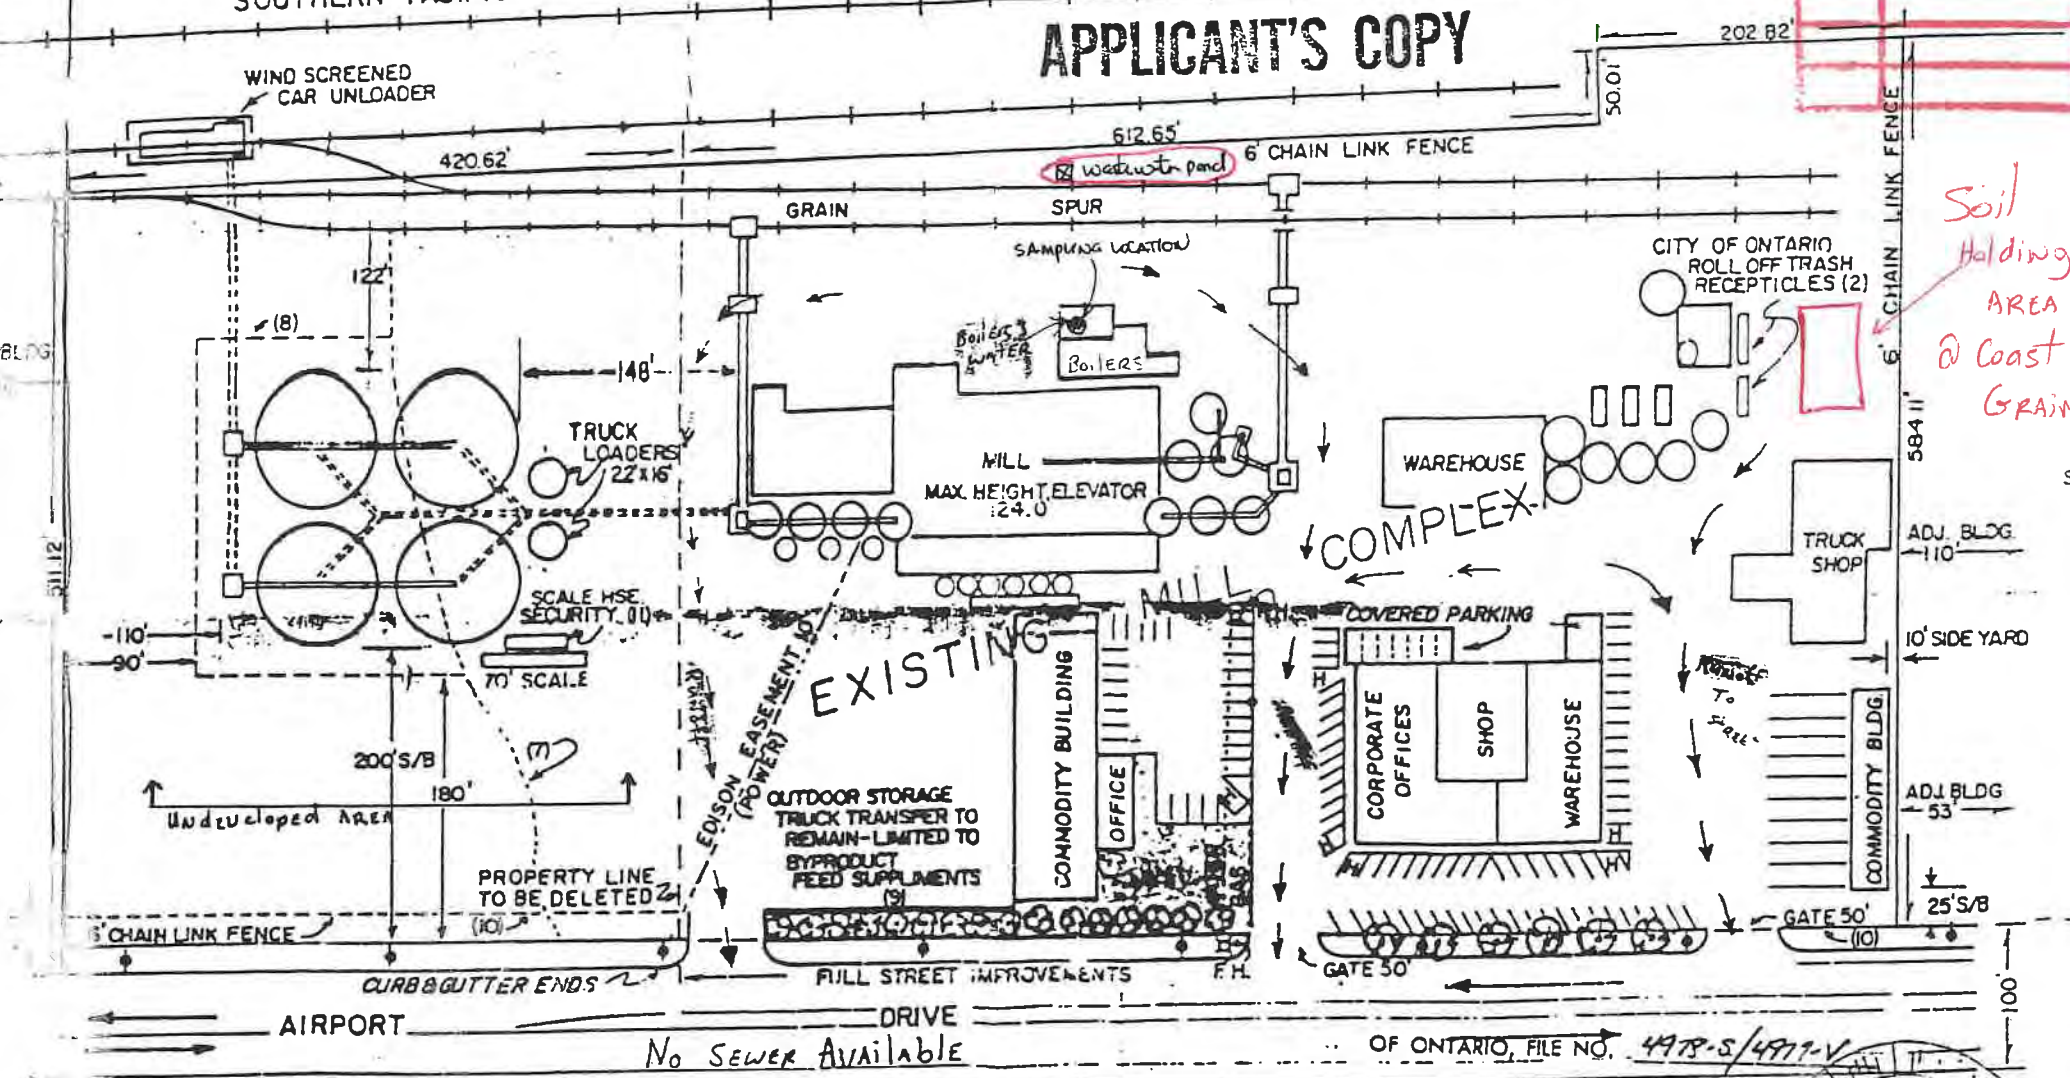 SOUTHERN
APPLICANT'S COPY
202.82'
50.01'
WIND SCREENED
CAR UNLOADER
420.62'
612.65'
6' CHAIN LINK FENCE
GRAIN SPUR
SAMPLING LOCATION
122'
(8)
BLDG
148'
BOILERS
WATER
BOILERS
CITY OF ONTARIO
ROLL OFF TRASH
RECEPTICLES (2)
6' CHAIN LINK FENCE
Soil
Holding
AREA
@ Coast
GRAIN
584.11'
TRUCK
LOADERS
22'X16'
MILL
MAX. HEIGHT, ELEVATOR
124.0'
WAREHOUSE
EXISTING MILL COMPLEX
TRUCK
SHOP
ADJ. BLDG.
110'
511.12'
SCALE HSE.
SECURITY (11)
70' SCALE
110'
90'
COVERED PARKING
10' SIDE YARD
EDISON EASEMENT 10'
(POWER)
COMMODITY BUILDING
OFFICE
CORPORATE
OFFICES
SHOP
WAREHOUSE
To
COMMODITY BLDG.
ADJ. BLDG
53'
200' S/B
180'
Undeveloped AREA
OUTDOOR STORAGE
TRUCK TRANSFER TO
REMAIN-LIMITED TO
BYPRODUCT
FEED SUPPLIMENTS
(9)
PROPERTY LINE
TO BE DELETED
(10)
6' CHAIN LINK FENCE
25' S/B
GATE 50'
(10)
GATE 50'
F.H.
CURB & GUTTER ENDS
FULL STREET IMPROVEMENTS
100'
AIRPORT DRIVE
No SEWER AVAilAblE
OF ONTARIO, FILE NO.